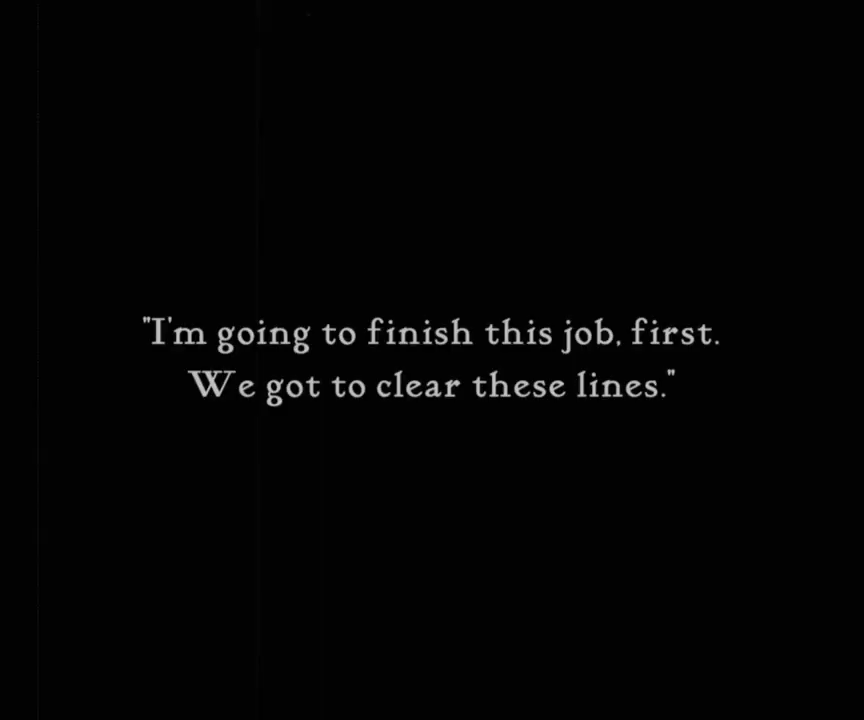 "I'm going to finish this job, first.
We got to clear these lines."